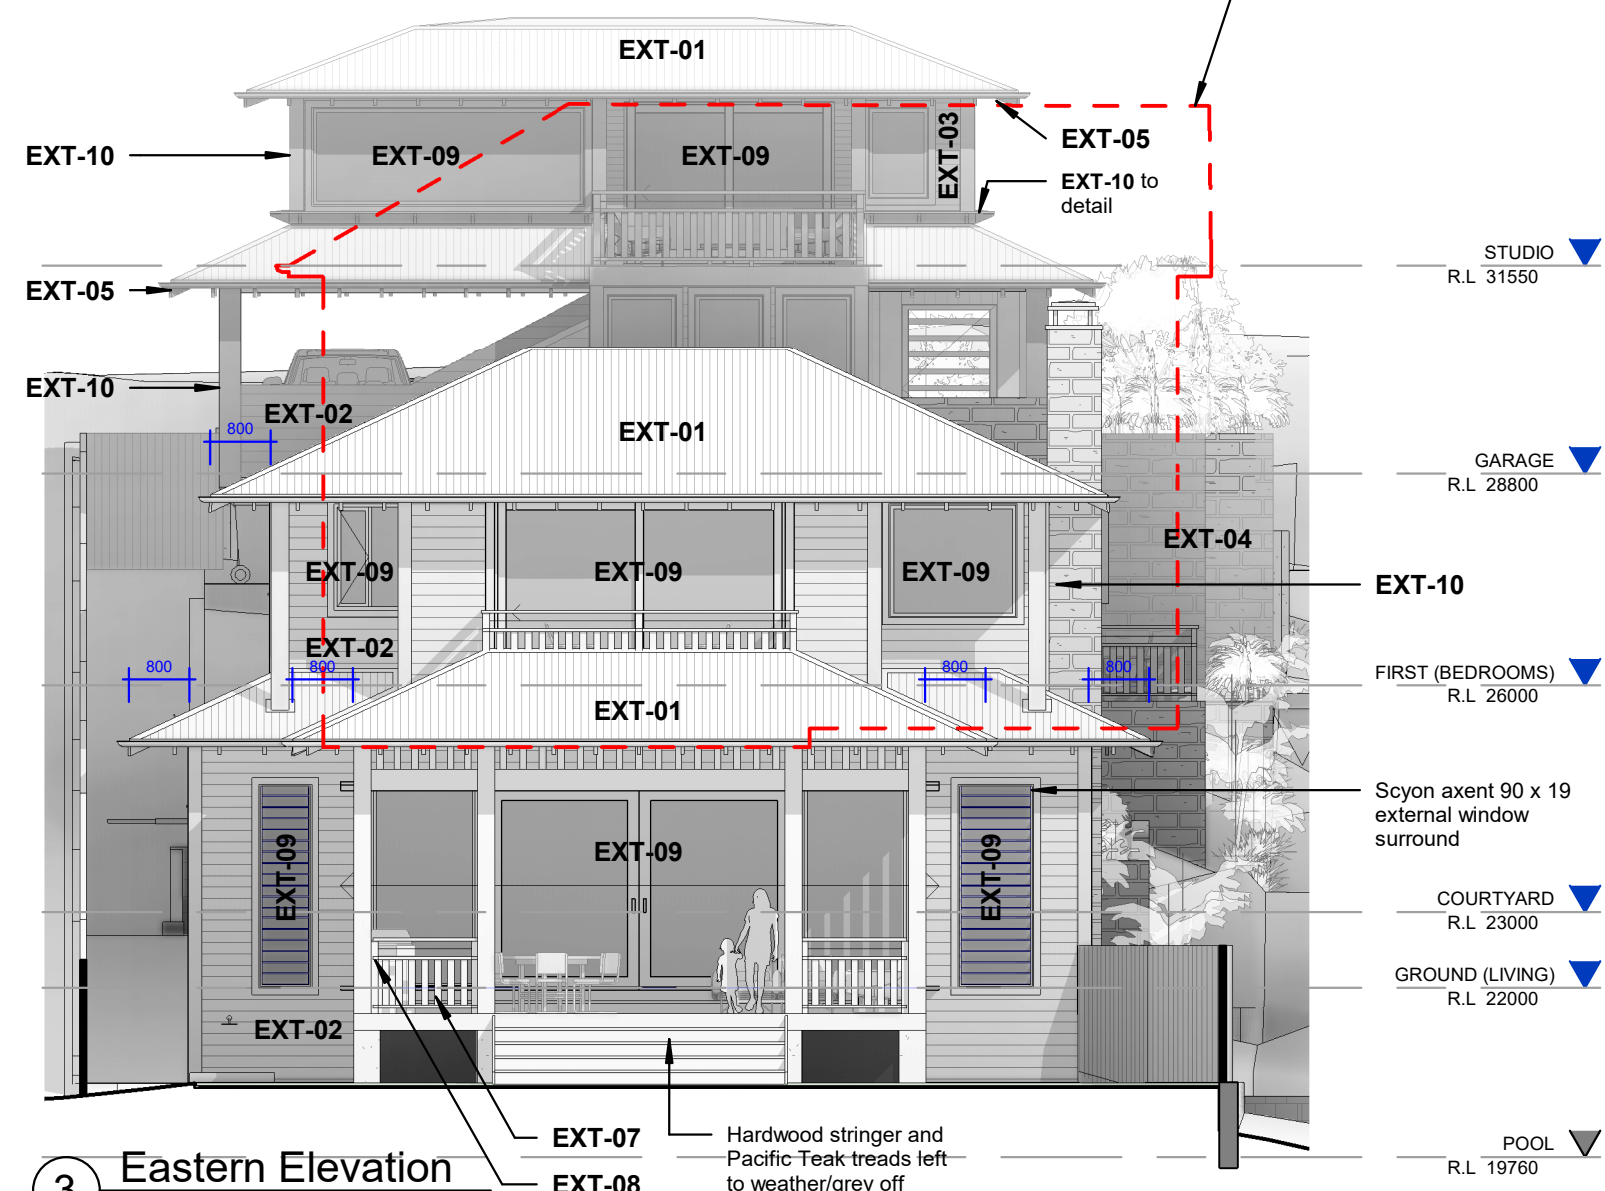 EXT-01
EXT-10
EXT-09
EXT-09
EXT-03
EXT-05
EXT-10 to
detail
STUDIO
R.L 31550
EXT-05
EXT-10
EXT-02
800
EXT-01
GARAGE
R.L 28800
EXT-04
EXT-09
EXT-09
EXT-09
EXT-10
EXT-02
800
800
800
800
FIRST (BEDROOMS)
R.L 26000
EXT-01
Scyon axent 90 x 19
external window
surround
EXT-09
EXT-09
EXT-09
COURTYARD
R.L 23000
GROUND (LIVING)
R.L 22000
EXT-02
EXT-07
EXT-08
Hardwood stringer and
Pacific Teak treads left
to weather/grey off
POOL
R.L 19760
3
Eastern Elevation